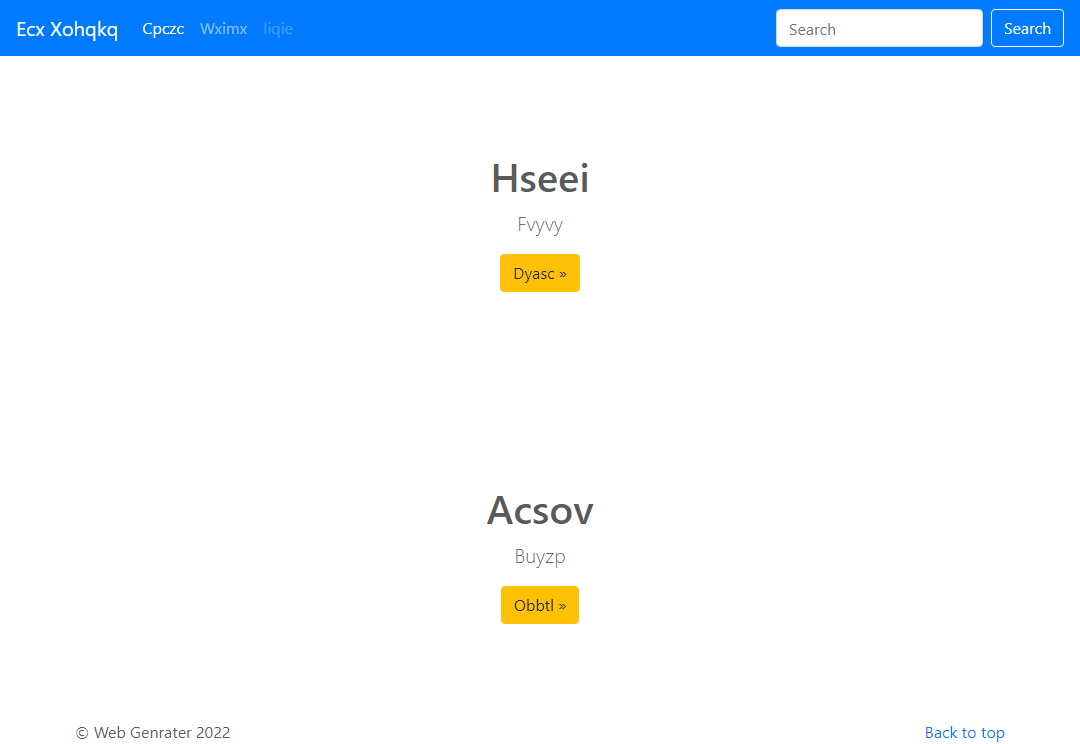 Ecx Xohqkq Cpczc Wximx Iiqie Search Search
Hseei
Fvyvy
Dyasc »
Acsov
Buyzp
Obbtl »
© Web Genrater 2022 Back to top